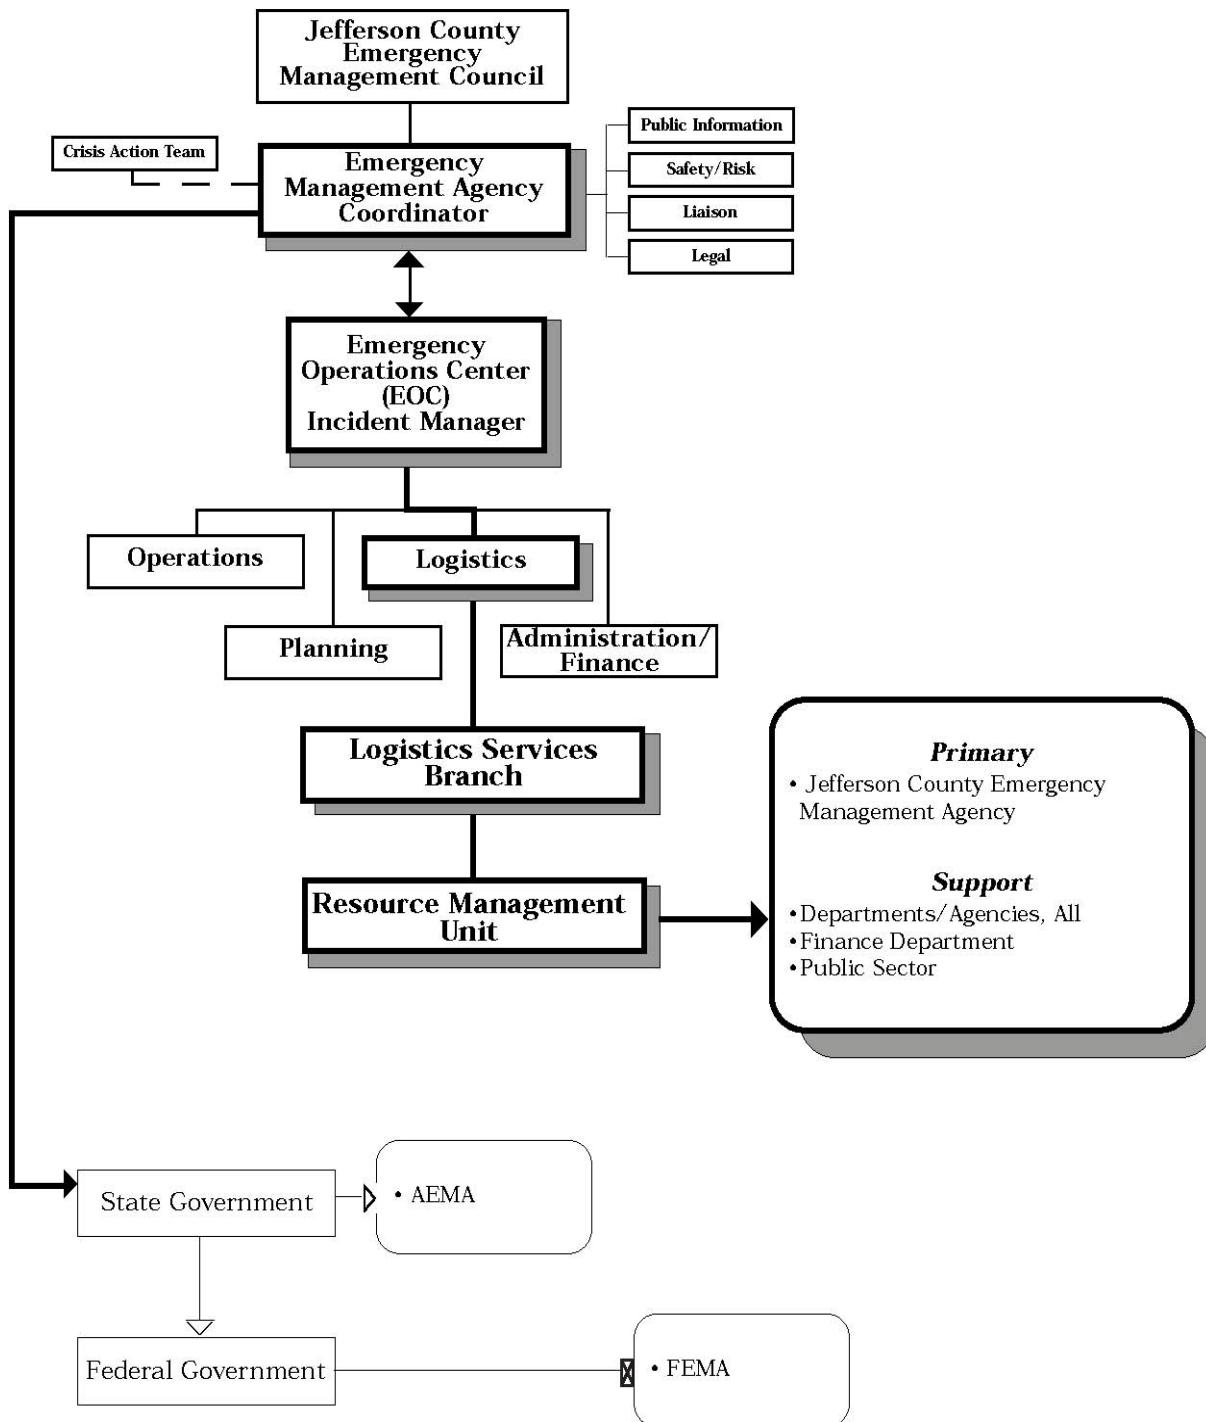 Jefferson County
Emergency
Management Council
Crisis Action Team
Emergency
Management Agency
Coordinator
Public Information
Safety/Risk
Liaison
Legal
Emergency
Operations Center
(EOC)
Incident Manager
Operations
Logistics
Planning
Administration/
Finance
Logistics Services
Branch
Resource Management
Unit
Primary
• Jefferson County Emergency
Management Agency
Support
•Departments/Agencies, All
•Finance Department
•Public Sector
State Government
• AEMA
Federal Government
• FEMA